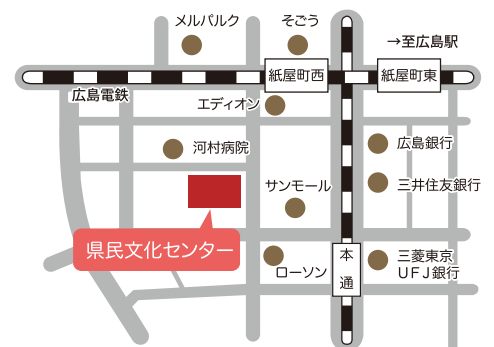 メルパルク
そごう
→至広島駅
紙屋町西
紙屋町東
広島電鉄
エディオン
河村病院
広島銀行
サンモール
三井住友銀行
県民文化センター
本通
ローソン
三菱東京
UFJ銀行